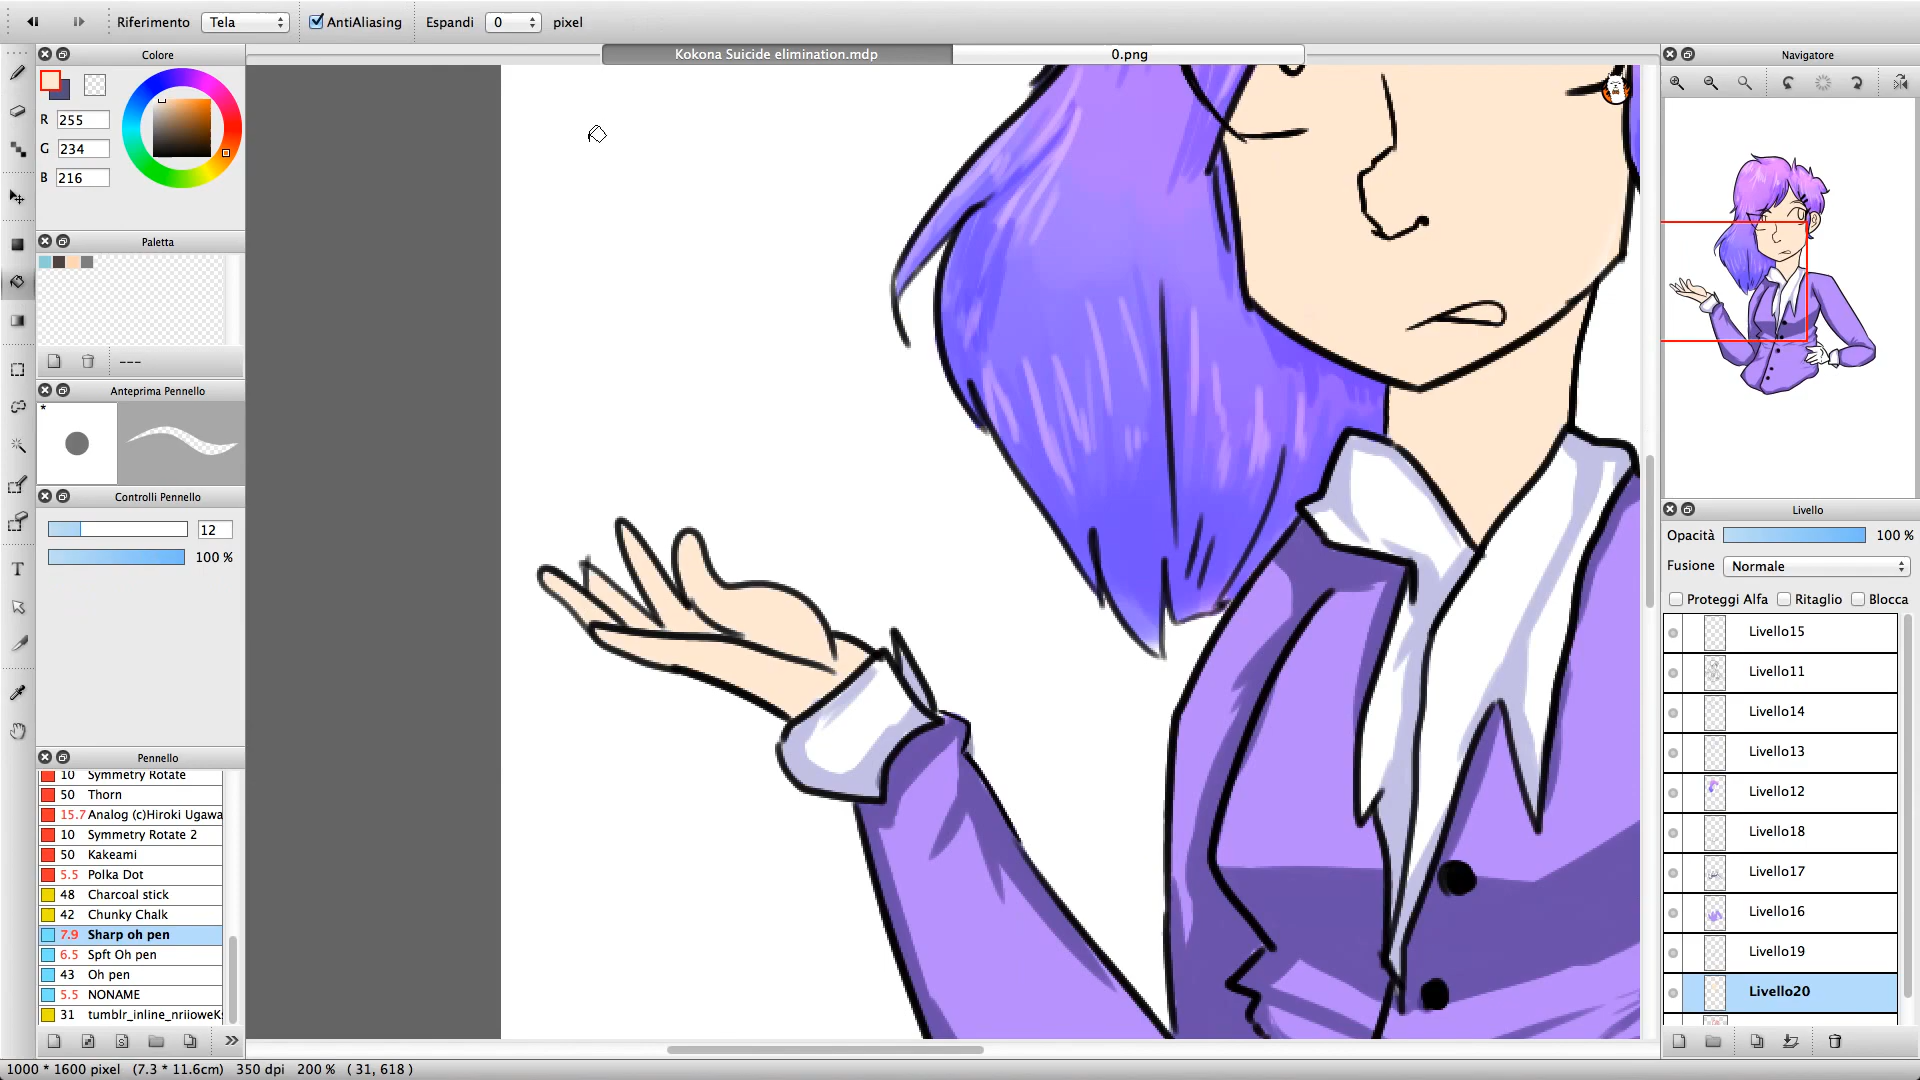 Riferimento Tela AntiAliasing Espandi 0 pixel
Colore
Kokona Suicide elimination.mdp
0.png
Navigatore
R 255
G 234
B 216
Paletta
---
Anteprima Pennello
*
Controlli Pennello
12
100 %
Pennello
10 Symmetry Rotate
50 Thorn
15.7 Analog (c)Hiroki Ugawa
10 Symmetry Rotate 2
50 Kakeami
5.5 Polka Dot
48 Charcoal stick
42 Chunky Chalk
7.9 Sharp oh pen
6.5 Spft Oh pen
43 Oh pen
5.5 NONAME
31 tumblr_inline_nriioweK
T
Livello
Opacità 100 %
Fusione Normale
Proteggi Alfa Ritaglio Blocca
Livello15
Livello11
Livello14
Livello13
Livello12
Livello18
Livello17
Livello16
Livello19
Livello20
1000 * 1600 pixel (7.3 * 11.6cm) 350 dpi 200 % ( 31, 618 )